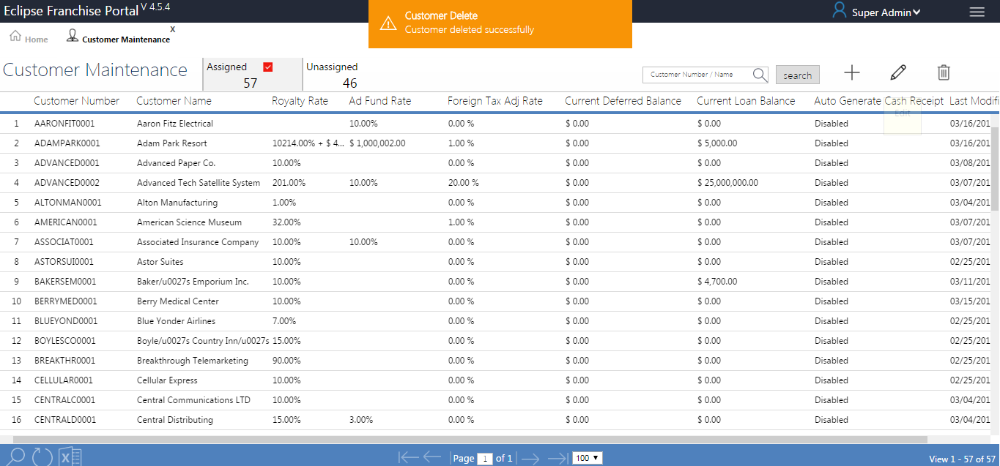 Eclipse Franchise Portal V 4.5.4
Customer Delete
Customer deleted successfully
Super Admin
Home
Customer Maintenance
X
Customer Maintenance
Assigned
57
Unassigned
46
Customer Number / Name
search
Customer Number Customer Name Royalty Rate Ad Fund Rate Foreign Tax Adj Rate Current Deferred Balance Current Loan Balance Auto Generate Cash Receipt Last Modifi
Edit
1 AARONFIT0001 Aaron Fitz Electrical 10.00% 0.00 % $ 0.00 $ 0.00 Disabled 03/16/201
2 ADAMPARK0001 Adam Park Resort 10214.00% + $ 4... $ 1,000,002.00 1.00 % $ 0.00 $ 5,000.00 Disabled 03/16/201
3 ADVANCED0001 Advanced Paper Co. 10.00% 0.00 % $ 0.00 $ 0.00 Disabled 03/08/201
4 ADVANCED0002 Advanced Tech Satellite System 201.00% 10.00% 20.00 % $ 0.00 $ 25,000,000.00 Disabled 03/07/201
5 ALTONMAN0001 Alton Manufacturing 1.00% 0.00 % $ 0.00 $ 0.00 Disabled 03/04/201
6 AMERICAN0001 American Science Museum 32.00% 1.00 % $ 0.00 $ 0.00 Disabled 03/07/201
7 ASSOCIAT0001 Associated Insurance Company 10.00% 10.00% 0.00 % $ 0.00 $ 0.00 Disabled 03/07/201
8 ASTORSUI0001 Astor Suites 10.00% 0.00 % $ 0.00 $ 0.00 Disabled 02/25/201
9 BAKERSEM0001 Baker/u0027s Emporium Inc. 10.00% 0.00 % $ 0.00 $ 4,700.00 Disabled 03/11/201
10 BERRYMED0001 Berry Medical Center 10.00% 0.00 % $ 0.00 $ 0.00 Disabled 03/15/201
11 BLUEYOND0001 Blue Yonder Airlines 7.00% 0.00 % $ 0.00 $ 0.00 Disabled 02/25/201
12 BOYLESCO0001 Boyle/u0027s Country Inn/u0027s 15.00% 0.00 % $ 0.00 $ 0.00 Disabled 02/25/201
13 BREAKTHR0001 Breakthrough Telemarketing 90.00% 0.00 % $ 0.00 $ 0.00 Disabled 02/25/201
14 CELLULAR0001 Cellular Express 10.00% 0.00 % $ 0.00 $ 0.00 Disabled 02/25/201
15 CENTRALC0001 Central Communications LTD 10.00% 0.00 % $ 0.00 $ 0.00 Disabled 03/04/201
16 CENTRALD0001 Central Distributing 15.00% 3.00% 0.00 % $ 0.00 $ 0.00 Disabled 03/04/201
Page 1 of 1 100 View 1 - 57 of 57